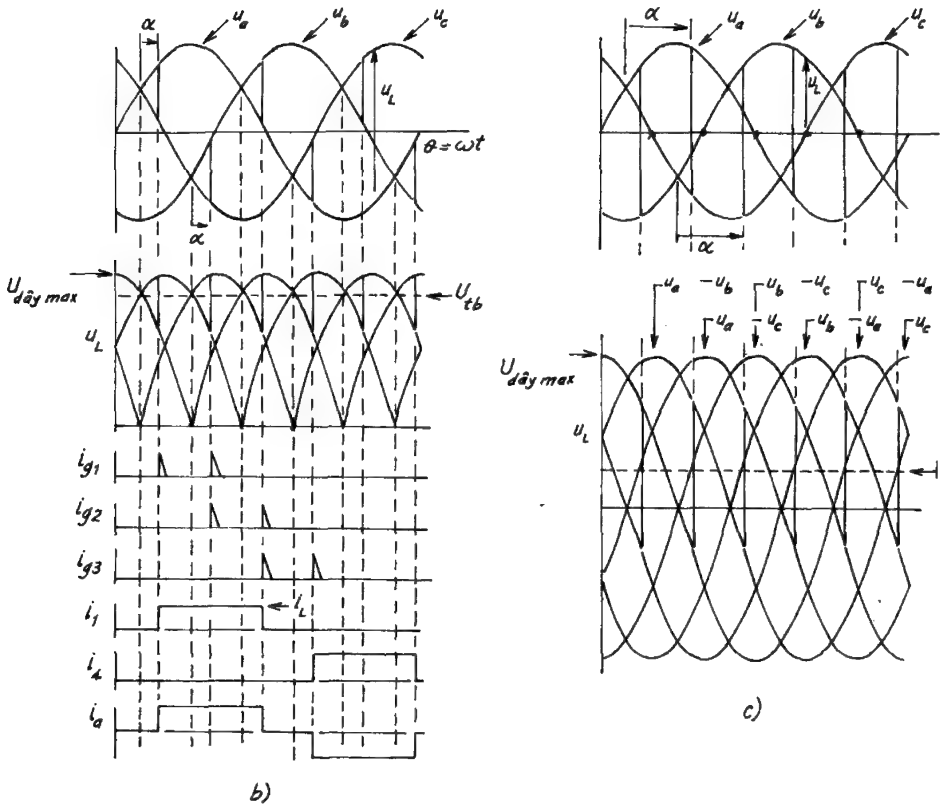 α
u_a
u_b
u_c
u_L
θ = ωt
α
U_dây max
U_tb
u_L
i_g1
i_g2
i_g3
i_1
i_L
i_4
i_a
b)
α
u_a
u_b
u_c
u_L
α
u_a - u_b
u_b - u_c
u_c - u_a
u_a - u_c
u_b - u_a
u_c
U_dây max
u_L
c)